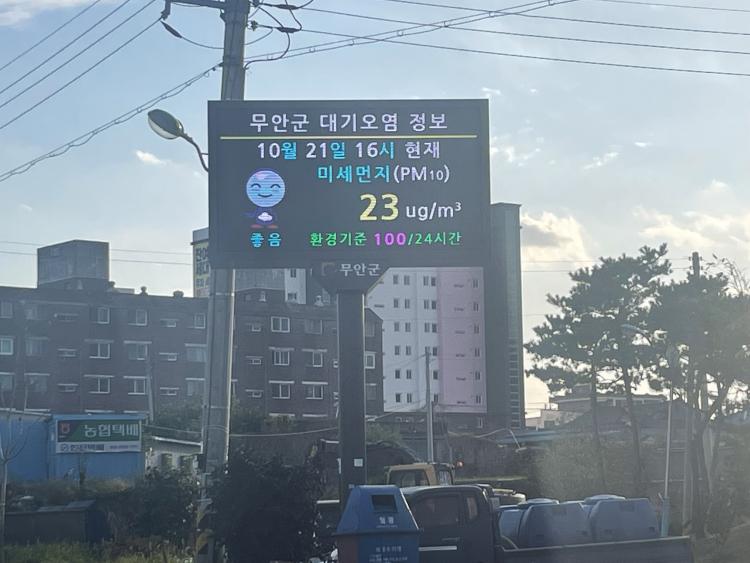 무안군 대기오염 정보
10월 21일 16시 현재
미세먼지(PM10)
23 ug/m³
좋음 환경기준 100/24시간
무안군
농협택배